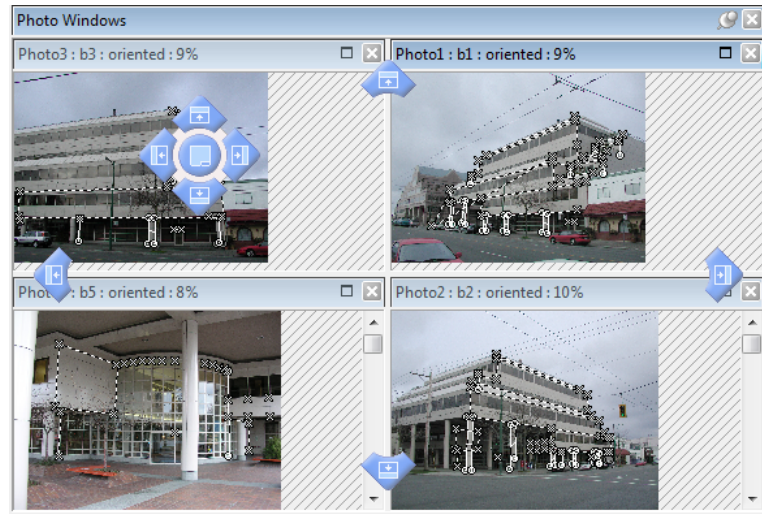 Photo Windows
Photo3 : b3 : oriented : 9%
Photo1 : b1 : oriented : 9%
: b5 : oriented : 8%
Photo2 : b2 : oriented : 10%